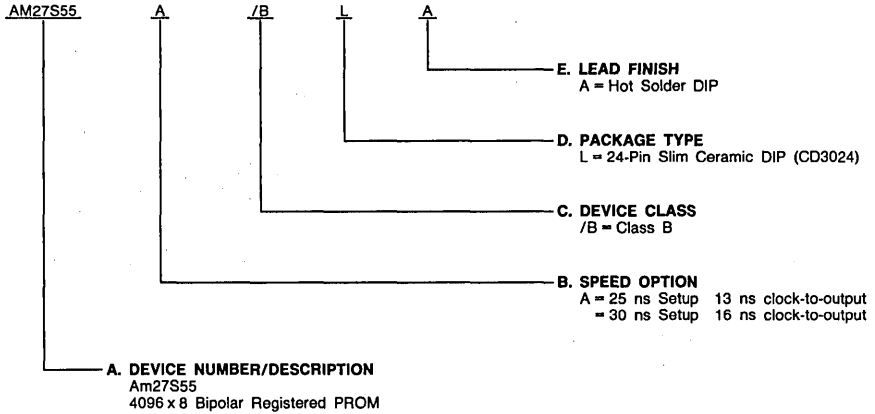 AM27S55 A /B L A
E. LEAD FINISH
A = Hot Solder DIP
D. PACKAGE TYPE
L = 24-Pin Slim Ceramic DIP (CD3024)
C. DEVICE CLASS
/B = Class B
B. SPEED OPTION
A = 25 ns Setup 13 ns clock-to-output
= 30 ns Setup 16 ns clock-to-output
A. DEVICE NUMBER/DESCRIPTION
Am27S55
4096 x 8 Bipolar Registered PROM